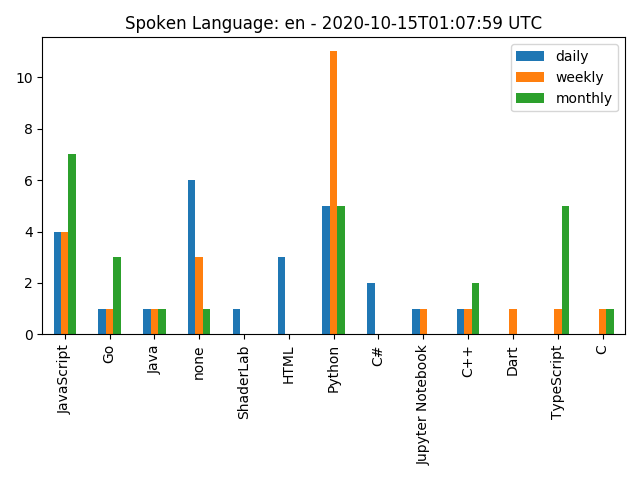 Spoken Language: en - 2020-10-15T01:07:59 UTC
daily
weekly
monthly
10
8
6
4
2
0
JavaScript
Go
Java
none
ShaderLab
HTML
Python
C#
Jupyter Notebook
C++
Dart
TypeScript
C